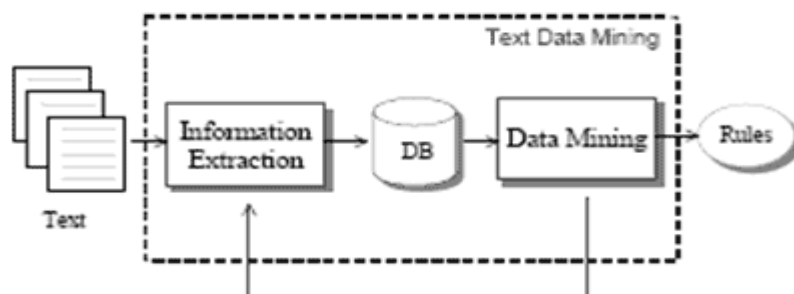 Text Data Mining
Information
Extraction
DB
Data Mining
Rules
Text